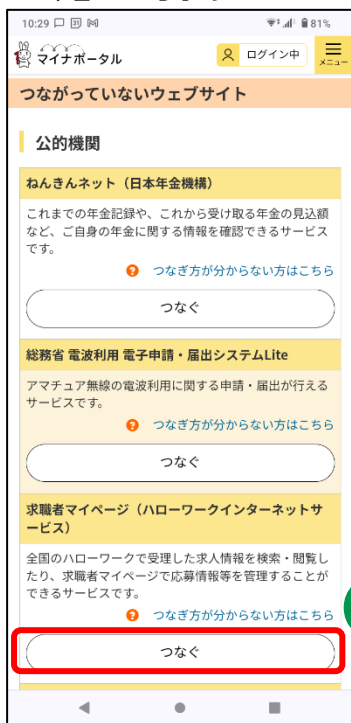 10:29
31
81%
マイナポータル
ログイン中
メニュー
つながっていないウェブサイト
公的機関
ねんきんネット（日本年金機構）
これまでの年金記録や、これから受け取る年金の見込額
など、ご自身の年金に関する情報を確認できるサービス
です。
つなぎ方が分からない方はこちら
つなぐ
総務省 電波利用 電子申請・届出システムLite
アマチュア無線の電波利用に関する申請・届出が行える
サービスです。
つなぎ方が分からない方はこちら
つなぐ
求職者マイページ（ハローワークインターネットサ
ービス）
全国のハローワークで受理した求人情報を検索・閲覧し
たり、求職者マイページで応募情報等を管理することが
できるサービスです。
つなぎ方が分からない方はこちら
つなぐ